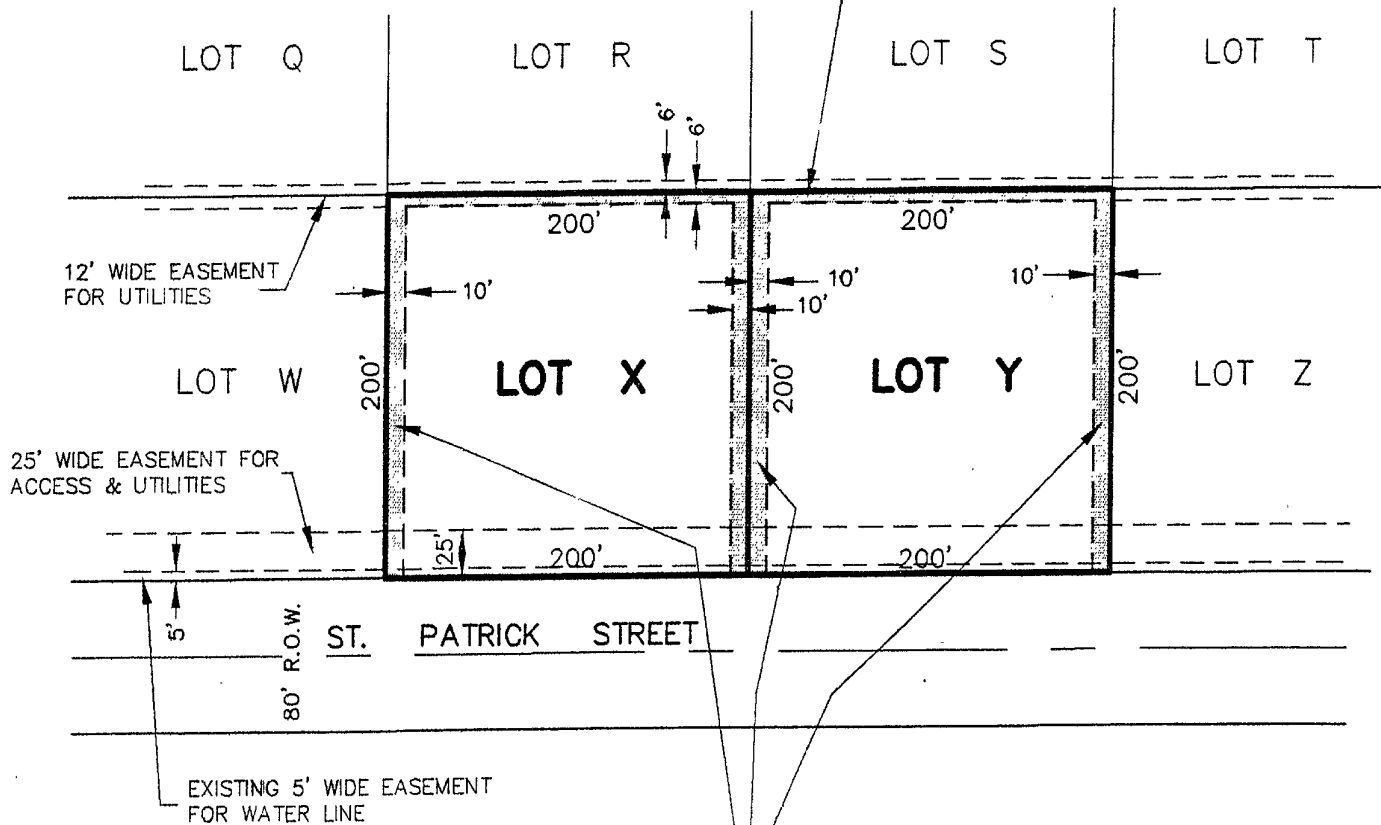 LOT Q
LOT R
LOT S
LOT T
6'
6'
200'
200'
12' WIDE EASEMENT
FOR UTILITIES
10'
10'
10'
10'
LOT W
200'
LOT X
200'
LOT Y
200'
LOT Z
25' WIDE EASEMENT FOR
ACCESS & UTILITIES
25'
200'
200'
5'
80' R.O.W.
ST. PATRICK STREET
EXISTING 5' WIDE EASEMENT
FOR WATER LINE